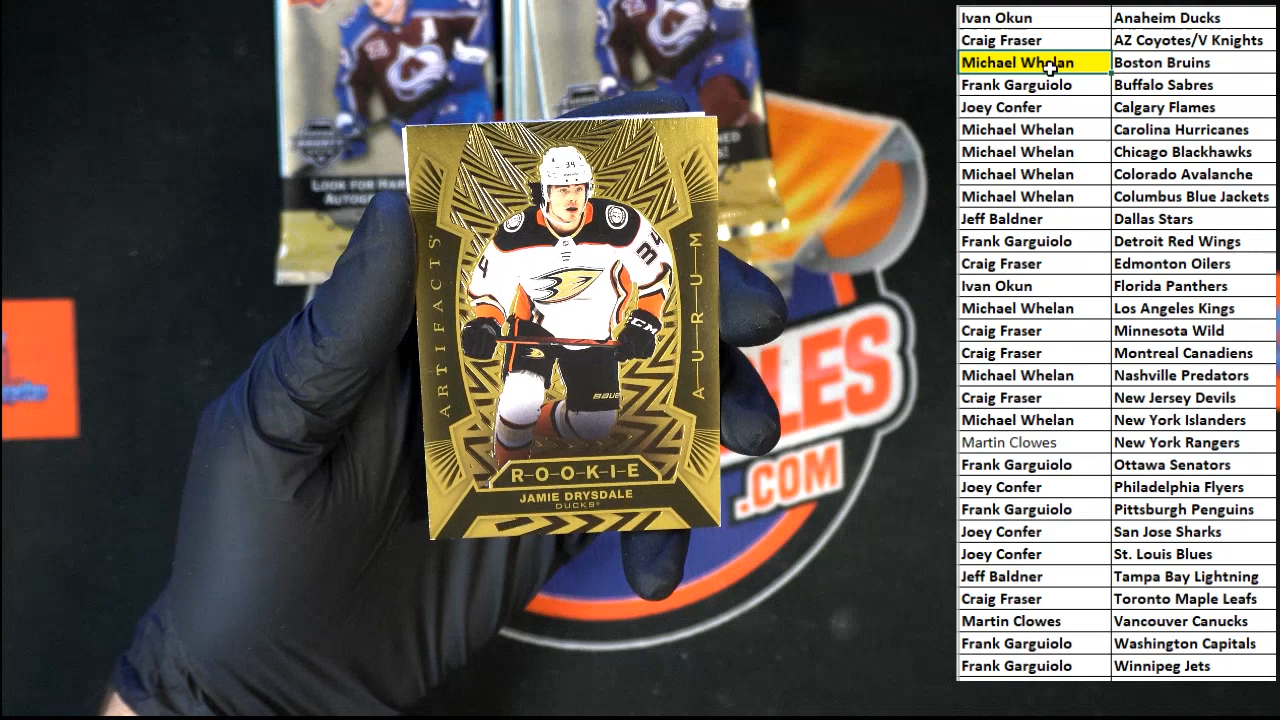 LOOK FOR HAR
AUTOG
34
34
ARTIFACTS
AURUM
CCM
BAUER
R-O-O-K-I-E
JAMIE DRYSDALE
DUCKS
LES
.COM
Ivan Okun Anaheim Ducks
Craig Fraser AZ Coyotes/V Knights
Michael Whelan Boston Bruins
Frank Garguiolo Buffalo Sabres
Joey Confer Calgary Flames
Michael Whelan Carolina Hurricanes
Michael Whelan Chicago Blackhawks
Michael Whelan Colorado Avalanche
Michael Whelan Columbus Blue Jackets
Jeff Baldner Dallas Stars
Frank Garguiolo Detroit Red Wings
Craig Fraser Edmonton Oilers
Ivan Okun Florida Panthers
Michael Whelan Los Angeles Kings
Craig Fraser Minnesota Wild
Craig Fraser Montreal Canadiens
Michael Whelan Nashville Predators
Craig Fraser New Jersey Devils
Michael Whelan New York Islanders
Martin Clowes New York Rangers
Frank Garguiolo Ottawa Senators
Joey Confer Philadelphia Flyers
Frank Garguiolo Pittsburgh Penguins
Joey Confer San Jose Sharks
Joey Confer St. Louis Blues
Jeff Baldner Tampa Bay Lightning
Craig Fraser Toronto Maple Leafs
Martin Clowes Vancouver Canucks
Frank Garguiolo Washington Capitals
Frank Garguiolo Winnipeg Jets